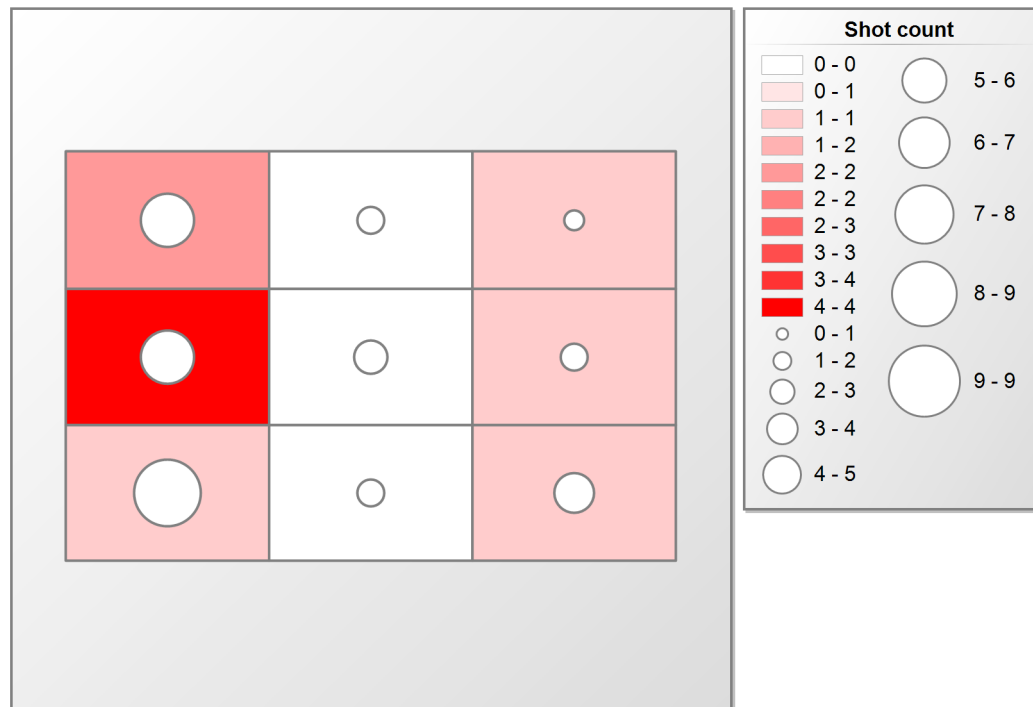 Shot count
0 - 0
0 - 1
1 - 1
1 - 2
2 - 2
2 - 2
2 - 3
3 - 3
3 - 4
4 - 4
0 - 1
1 - 2
2 - 3
3 - 4
4 - 5
5 - 6
6 - 7
7 - 8
8 - 9
9 - 9